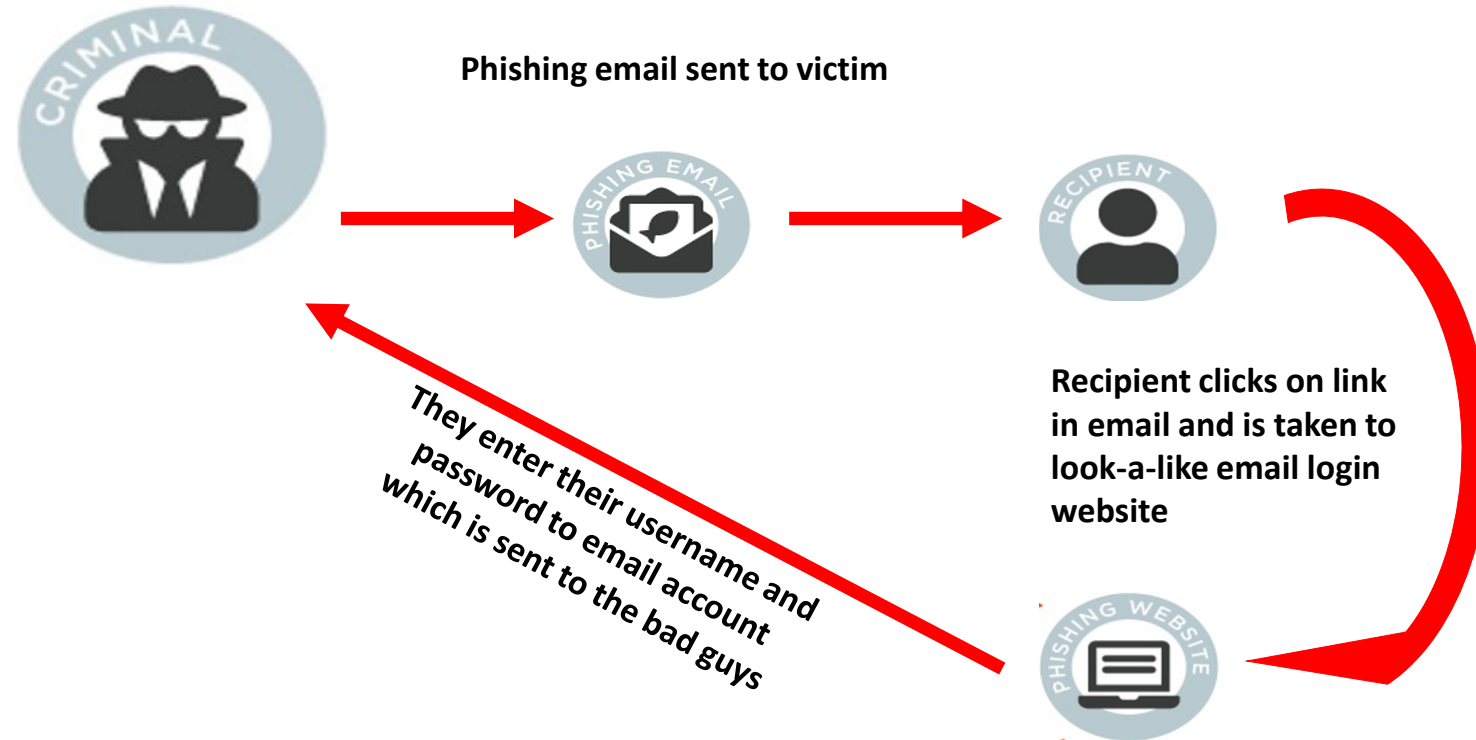 CRIMINAL
Phishing email sent to victim
PHISHING EMAIL
RECIPIENT
Recipient clicks on link
in email and is taken to
look-a-like email login
website
They enter their username and
password to email account
which is sent to the bad guys
PHISHING WEBSITE